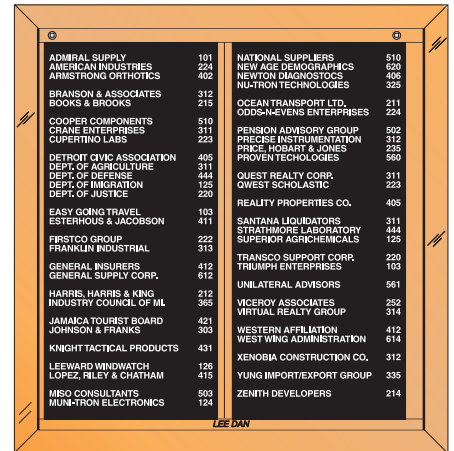 ADMIRAL SUPPLY 101
AMERICAN INDUSTRIES 224
ARMSTRONG ORTHOTICS 402
BRANSON & ASSOCIATES 312
BOOKS & BROOKS 215
COOPER COMPONENTS 510
CRANE ENTERPRISES 311
CUPERTINO LABS 223
DETROIT CIVIC ASSOCIATION 405
DEPT. OF AGRICULTURE 311
DEPT. OF DEFENSE 444
DEPT. OF IMIGRATION 125
DEPT. OF JUSTICE 220
EASY GOING TRAVEL 103
ESTERHOUS & JACOBSON 411
FIRSTCO GROUP 222
FRANKLIN INDUSTRIAL 313
GENERAL INSURERS 412
GENERAL SUPPLY CORP. 612
HARRIS, HARRIS & KING 212
INDUSTRY COUNCIL OF MI. 365
JAMAICA TOURIST BOARD 421
JOHNSON & FRANKS 303
KNIGHT TACTICAL PRODUCTS 431
LEEWARD WINDWATCH 126
LOPEZ, RILEY & CHATHAM 415
MISO CONSULTANTS 503
MUNI-TRON ELECTRONICS 124
NATIONAL SUPPLIERS 510
NEW AGE DEMOGRAPHICS 620
NEWTON DIAGNOSTOCS 406
NU-TRON TECHNOLOGIES 325
OCEAN TRANSPORT LTD. 211
ODDS-N-EVENS ENTERPRISES 224
PENSION ADVISORY GROUP 502
PRECISE INSTRUMENTATION 312
PRICE, HOBART & JONES 235
PROVEN TECHOLOGIES 560
QUEST REALTY CORP. 311
QWEST SCHOLASTIC 223
REALITY PROPERTIES CO. 405
SANTANA LIQUIDATORS 311
STRATHMORE LABORATORY 444
SUPERIOR AGRICHEMICALS 125
TRANSCO SUPPORT CORP. 220
TRIUMPH ENTERPRISES 103
UNILATERAL ADVISORS 561
VICEROY ASSOCIATES 252
VIRTUAL REALTY GROUP 314
WESTERN AFFILIATION 412
WEST WING ADMINISTRATION 614
XENOBIA CONSTRUCTION CO. 312
YUNG IMPORT/EXPORT GROUP 335
ZENITH DEVELOPERS 214
LEE DAN